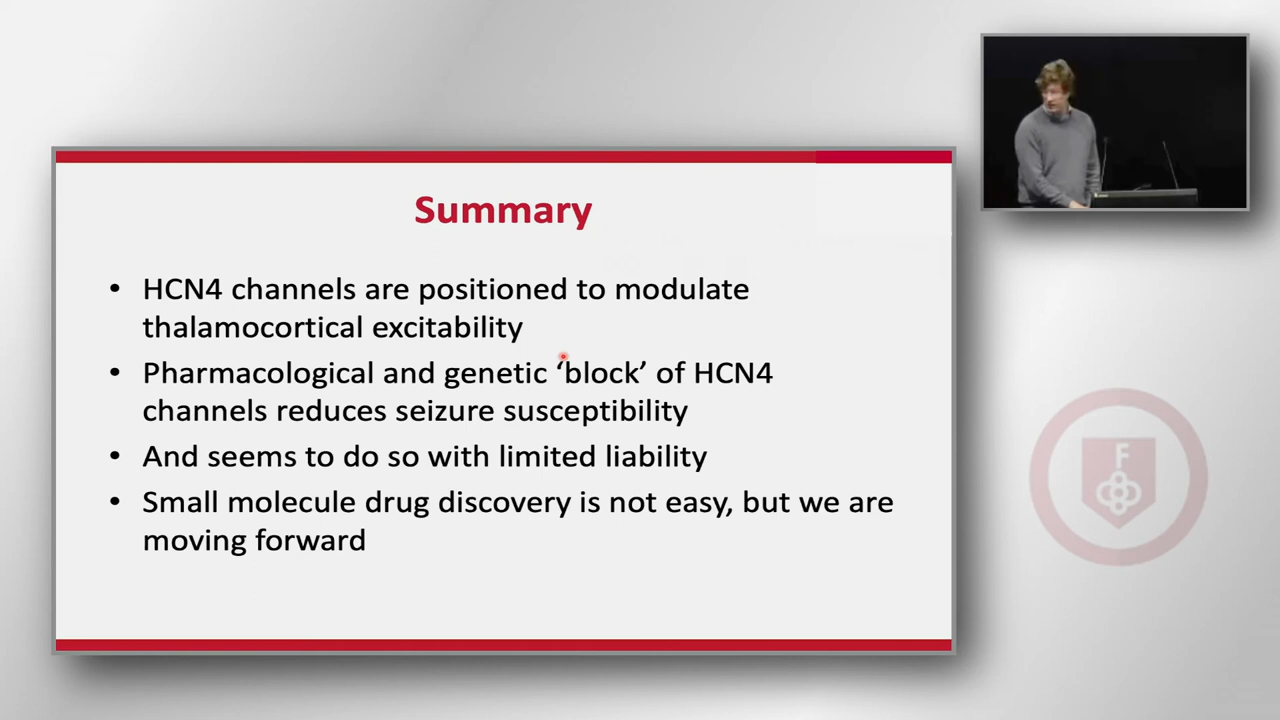 Summary
• HCN4 channels are positioned to modulate
thalamocortical excitability
• Pharmacological and genetic ‘block’ of HCN4
channels reduces seizure susceptibility
• And seems to do so with limited liability
• Small molecule drug discovery is not easy, but we are
moving forward
F